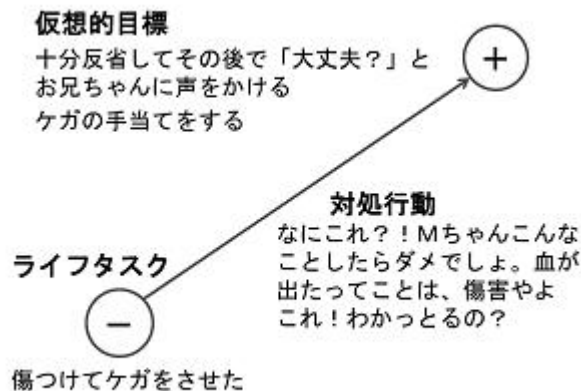 仮想的目標
十分反省してその後で「大丈夫？」と
お兄ちゃんに声をかける
ケガの手当てをする
+
対処行動
なにこれ？！Mちゃんこんな
ことしたらダメでしょ。血が
出たってことは、傷害やよ
これ！わかっとるの？
ライフタスク
−
傷つけてケガをさせた